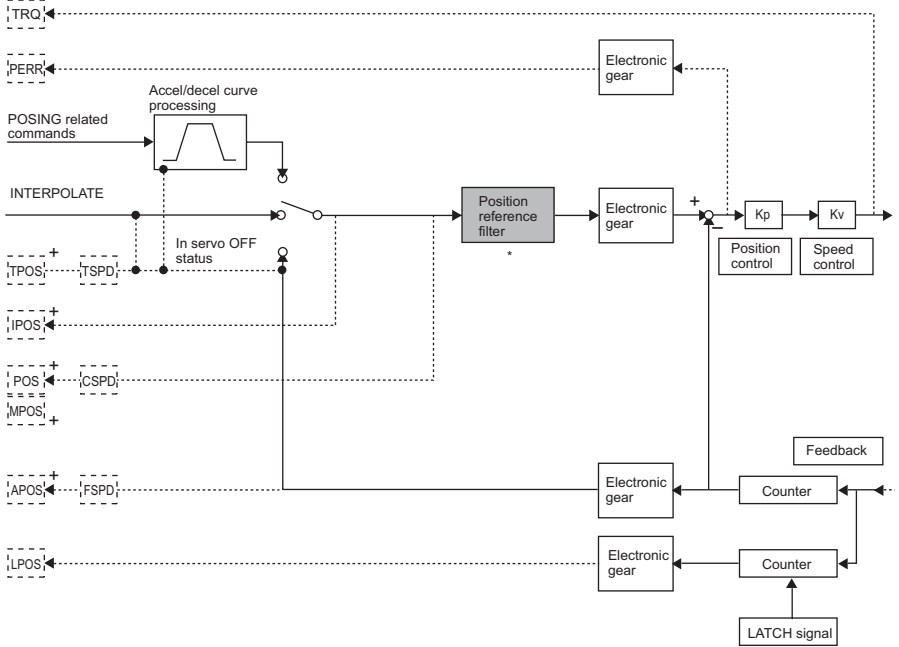 TRQ
PERR
Electronic
gear
Accel/decel curve
processing
POSING related
commands
INTERPOLATE
Position
reference
filter
*
Electronic
gear
+
−
Kp
Kv
Position
control
Speed
control
In servo OFF
status
TPOS + TSPD
IPOS +
POS + CSPD
MPOS +
Feedback
APOS + FSPD
Electronic
gear
Counter
LPOS
Electronic
gear
Counter
LATCH signal